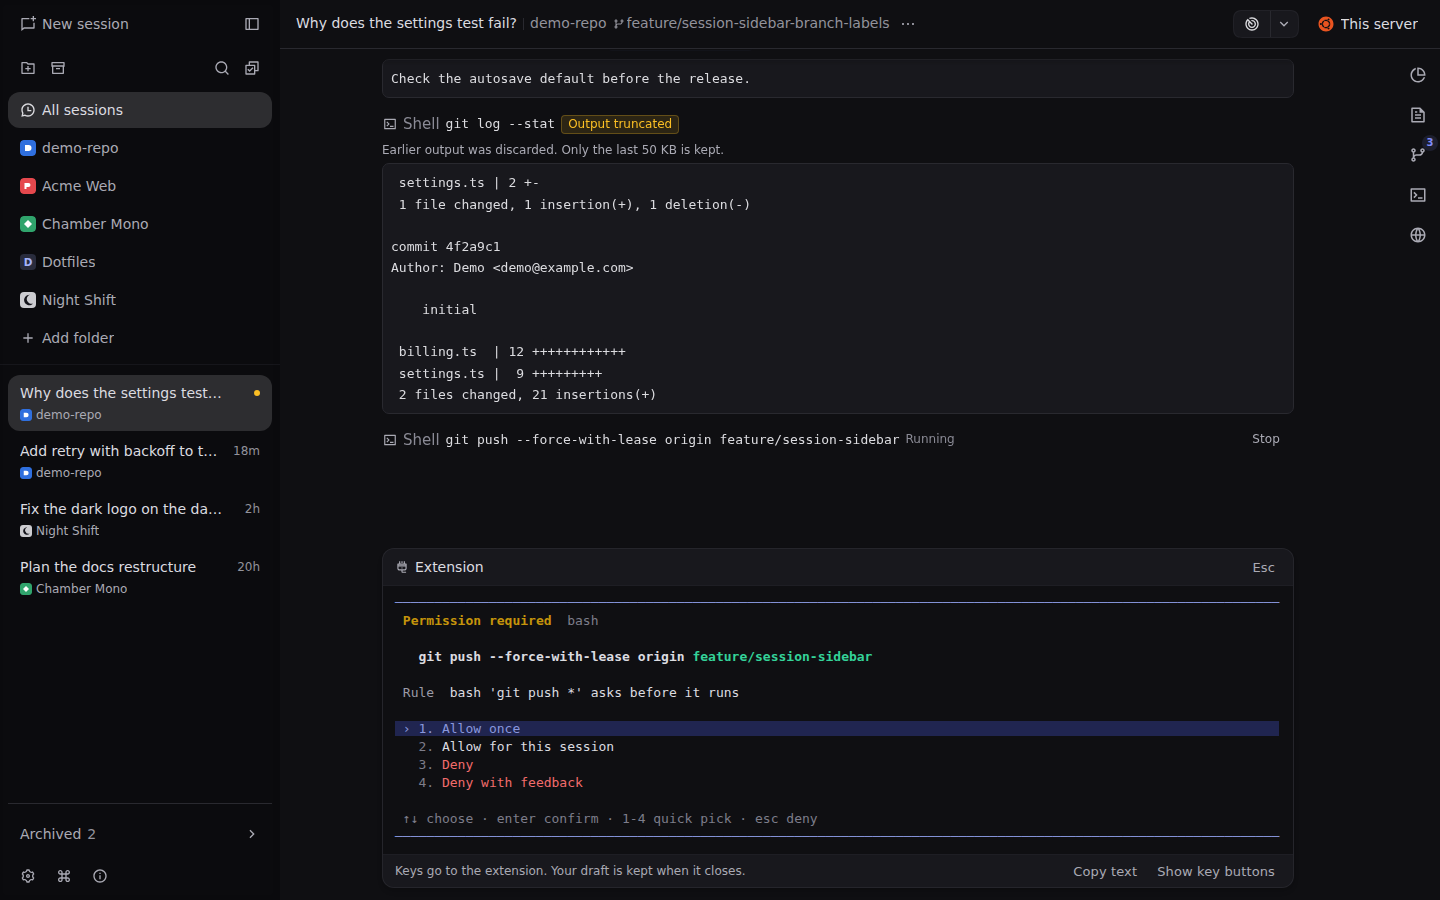 New session
All sessions
demo-repo
Acme Web
Chamber Mono
D Dotfiles
Night Shift
Add folder
Why does the settings test…
demo-repo
Add retry with backoff to t… 18m
demo-repo
Fix the dark logo on the da… 2h
Night Shift
Plan the docs restructure 20h
Chamber Mono
Archived 2
Why does the settings test fail? demo-repo feature/session-sidebar-branch-labels ⋯
This server
3
Check the autosave default before the release.
Shell git log --stat Output truncated
Earlier output was discarded. Only the last 50 KB is kept.
settings.ts | 2 +-
1 file changed, 1 insertion(+), 1 deletion(-)
commit 4f2a9c1
Author: Demo <demo@example.com>
initial
billing.ts | 12 ++++++++++++
settings.ts | 9 +++++++++
2 files changed, 21 insertions(+)
Shell git push --force-with-lease origin feature/session-sidebar Running Stop
Extension Esc
Permission required bash
git push --force-with-lease origin feature/session-sidebar
Rule bash 'git push *' asks before it runs
› 1. Allow once
2. Allow for this session
3. Deny
4. Deny with feedback
↑↓ choose · enter confirm · 1-4 quick pick · esc deny
Keys go to the extension. Your draft is kept when it closes. Copy text Show key buttons